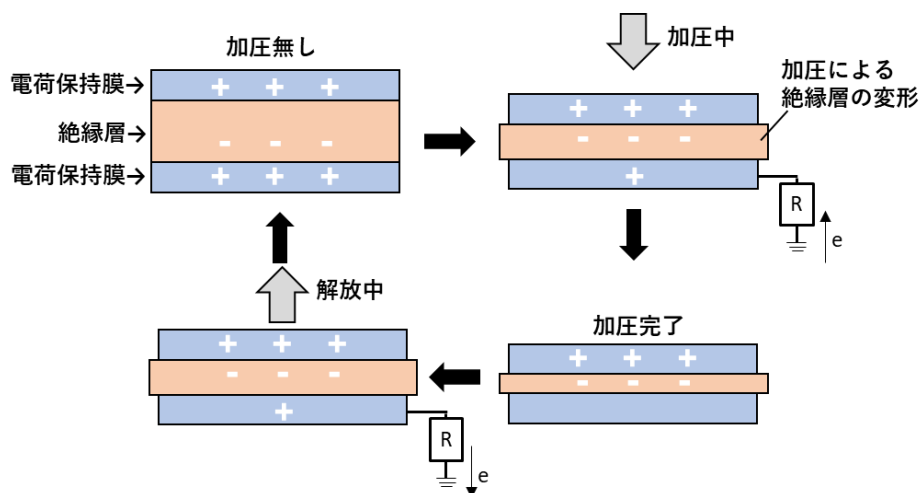 加圧無し
電荷保持膜→
+ + +
絶縁層→
- - -
電荷保持膜→
+ + +
加圧中
加圧による
絶縁層の変形
+ + +
- - -
+
R
e
加圧完了
+ + +
- - -
解放中
+ + +
- - -
+
R
e